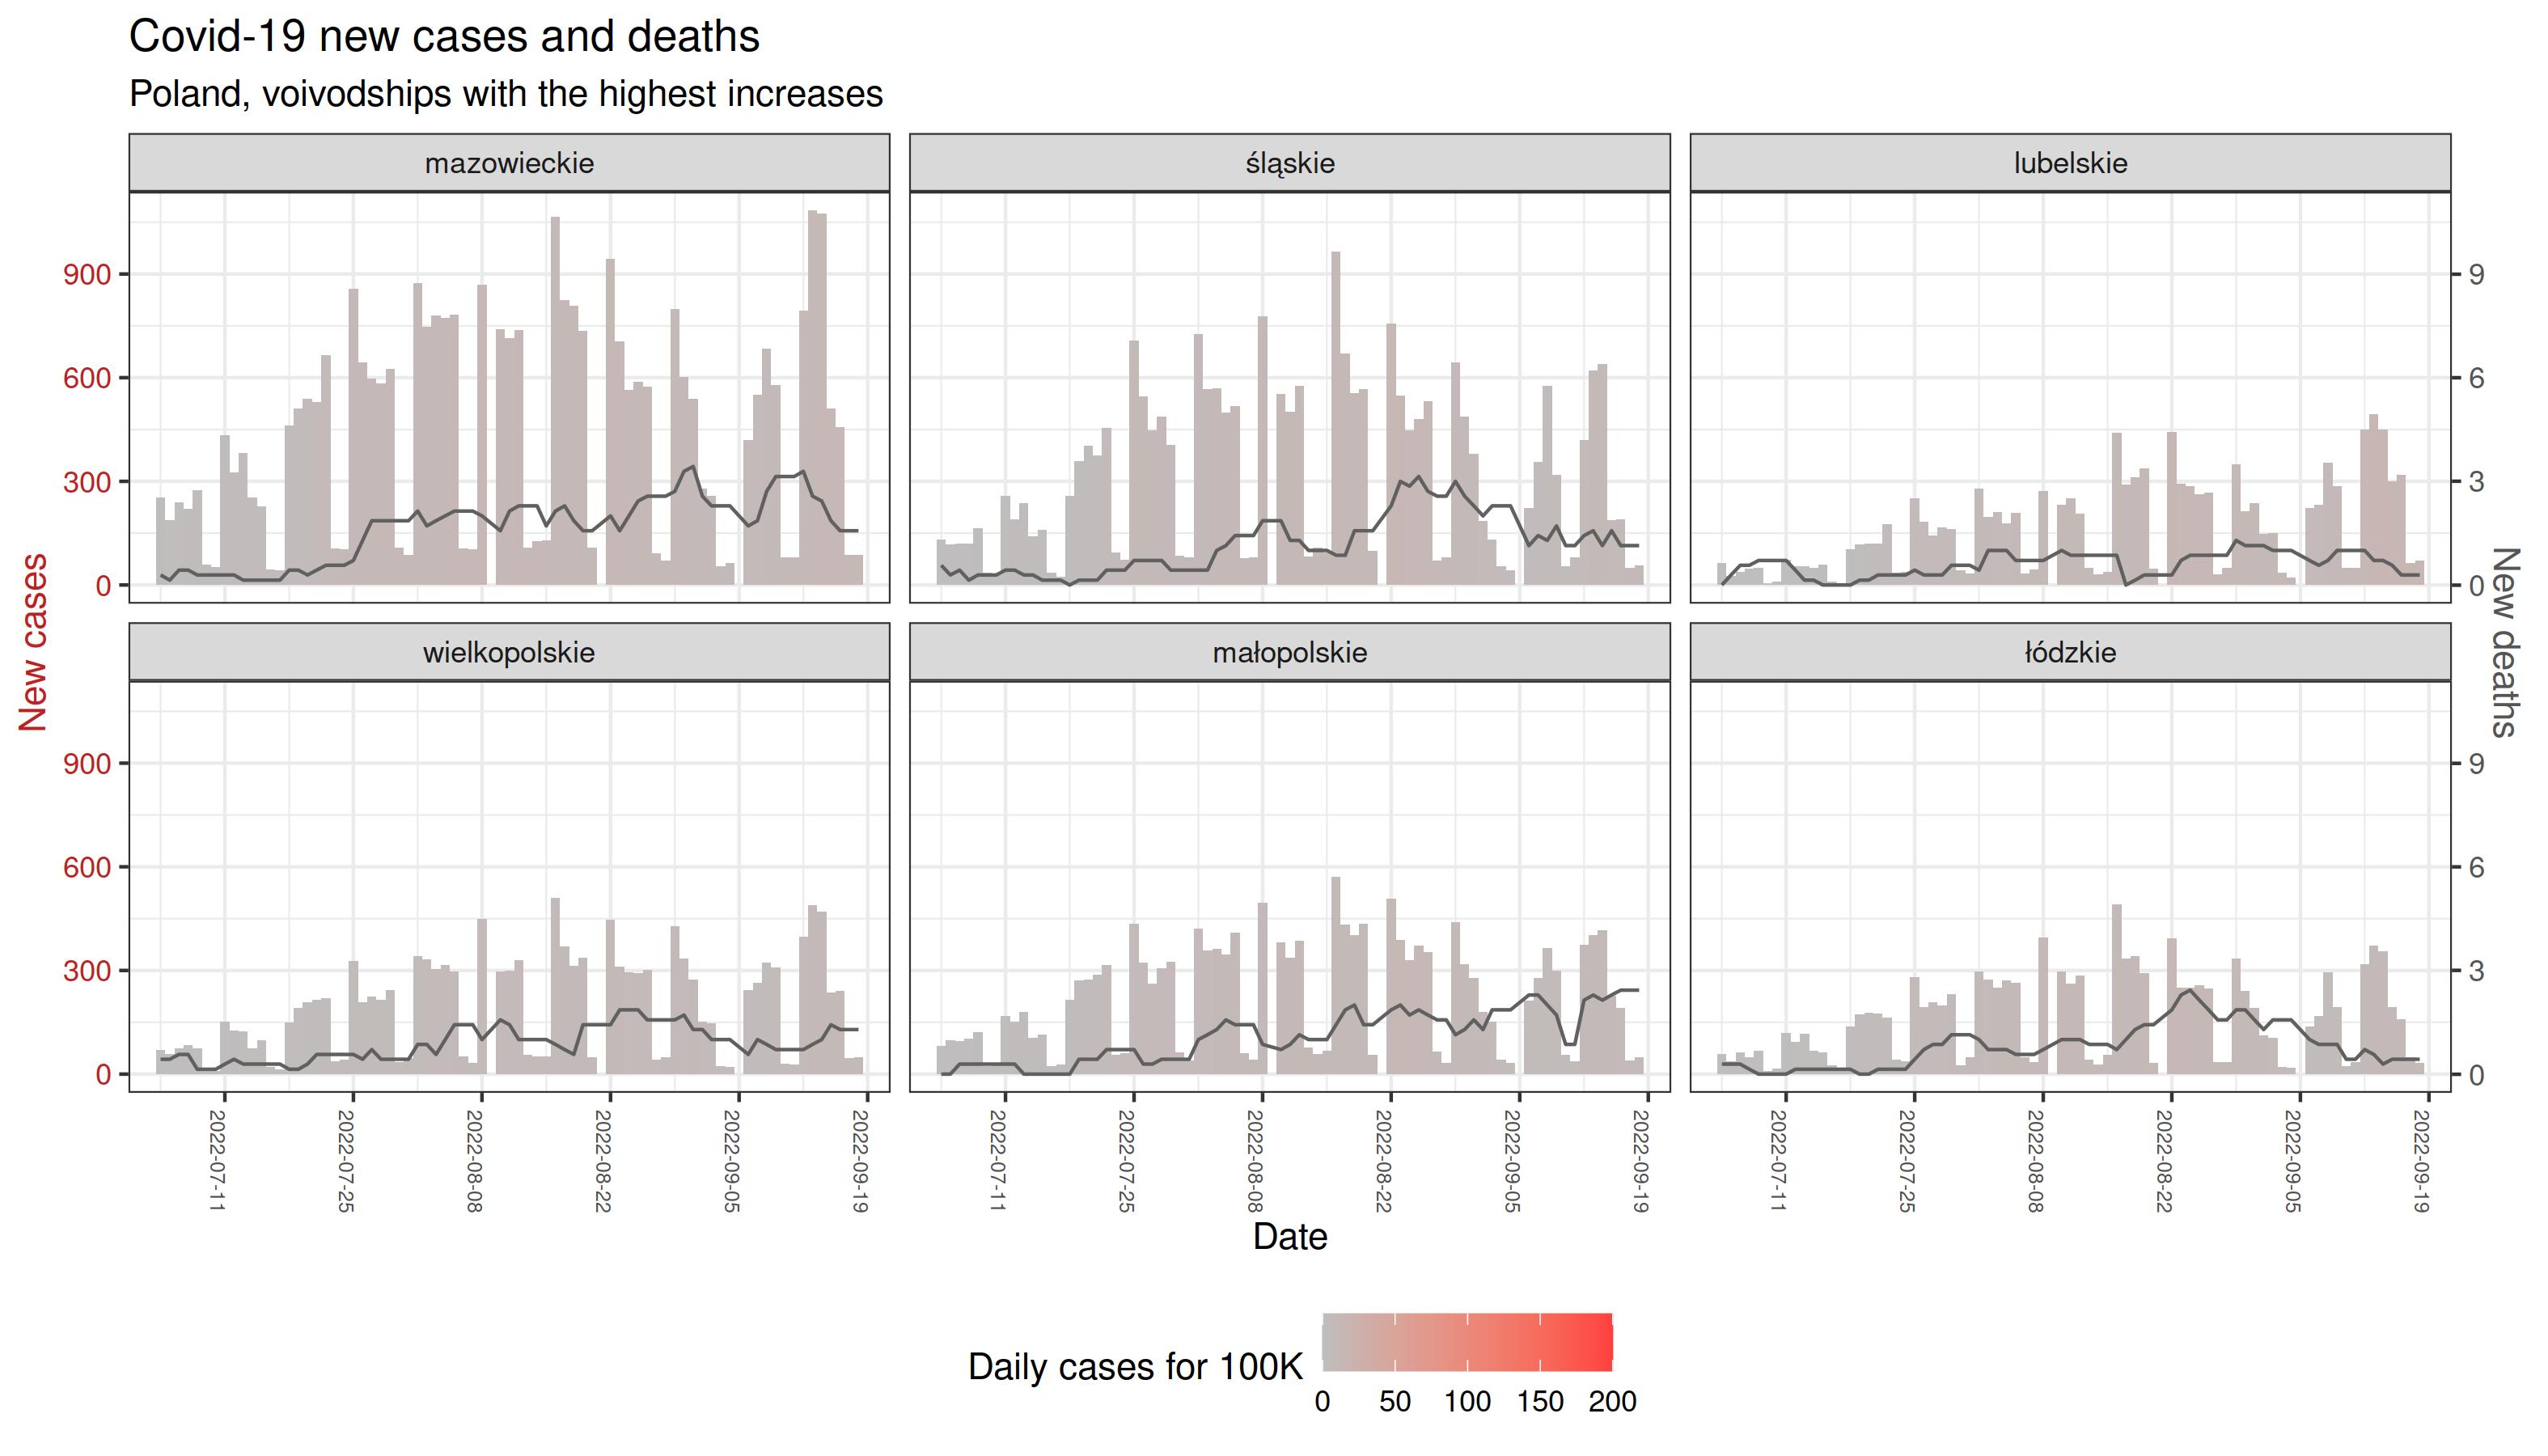 Covid-19 new cases and deaths
Poland, voivodships with the highest increases
mazowieckie
śląskie
lubelskie
900
600
300
0
9
6
3
0
wielkopolskie
małopolskie
łódzkie
900
600
300
0
9
6
3
0
New cases
New deaths
2022-07-11
2022-07-25
2022-08-08
2022-08-22
2022-09-05
2022-09-19
2022-07-11
2022-07-25
2022-08-08
2022-08-22
2022-09-05
2022-09-19
2022-07-11
2022-07-25
2022-08-08
2022-08-22
2022-09-05
2022-09-19
Date
Daily cases for 100K
0 50 100 150 200